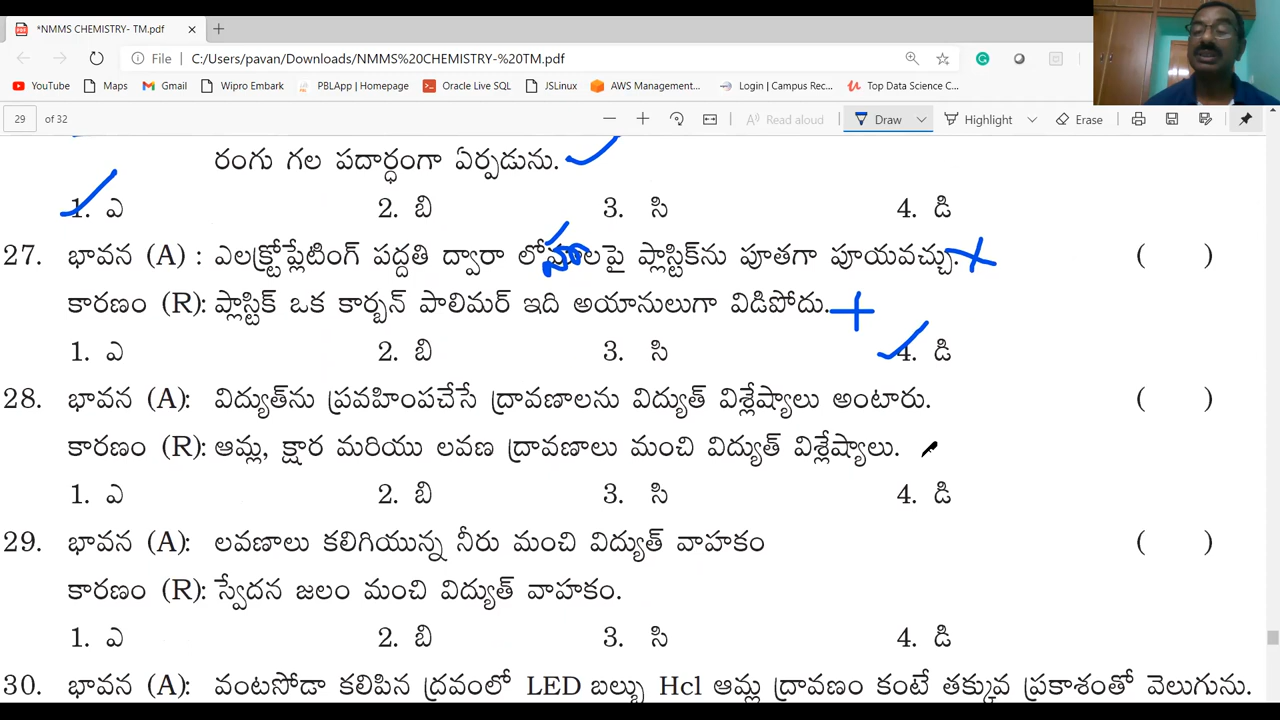 *NMMS CHEMISTRY- TM.pdf
File C:/Users/pavan/Downloads/NMMS%20CHEMISTRY-%20TM.pdf
YouTube Maps Gmail Wipro Embark PBLApp | Homepage Oracle Live SQL JSLinux AWS Management... Login | Campus Rec... Top Data Science C...
29 of 32 Read aloud Draw Highlight Erase
రంగు గల పదార్ధంగా ఏర్పడును.
1. ఎ 2. బి 3. సి 4. డి
27. భావన (A) : ఎలక్ట్రోప్లేటింగ్ పద్దతి ద్వారా లోహాలపై ప్లాస్టిక్‌ను పూతగా పూయవచ్చు. ( )
కారణం (R): ప్లాస్టిక్ ఒక కార్బన్ పాలిమర్ ఇది అయానులుగా విడిపోదు.
1. ఎ 2. బి 3. సి 4. డి
28. భావన (A): విద్యుత్‌ను ప్రవహింపచేసే ద్రావణాలను విద్యుత్ విశ్లేష్యాలు అంటారు. ( )
కారణం (R): ఆమ్ల, క్షార మరియు లవణ ద్రావణాలు మంచి విద్యుత్ విశ్లేష్యాలు.
1. ఎ 2. బి 3. సి 4. డి
29. భావన (A): లవణాలు కలిగియున్న నీరు మంచి విద్యుత్ వాహకం ( )
కారణం (R): స్వేదన జలం మంచి విద్యుత్ వాహకం.
1. ఎ 2. బి 3. సి 4. డి
30. భావన (A): వంటసోడా కలిపిన ద్రవంలో LED బల్బు Hcl ఆమ్ల ద్రావణం కంటే తక్కువ ప్రకాశంతో వెలుగును.